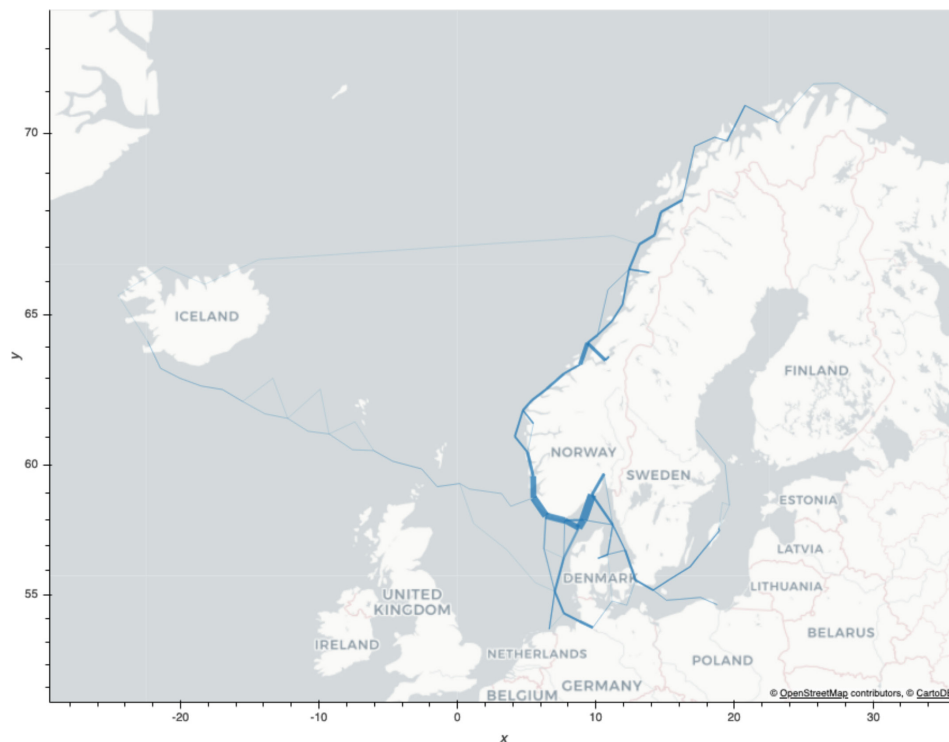 70
65
60
55
y
ICELAND
FINLAND
NORWAY
SWEDEN
ESTONIA
LATVIA
DENMARK
LITHUANIA
UNITED
KINGDOM
IRELAND
BELARUS
NETHERLANDS
POLAND
GERMANY
BELGIUM
© OpenStreetMap contributors, © CartoDB
-20
-10
0
10
20
30
x